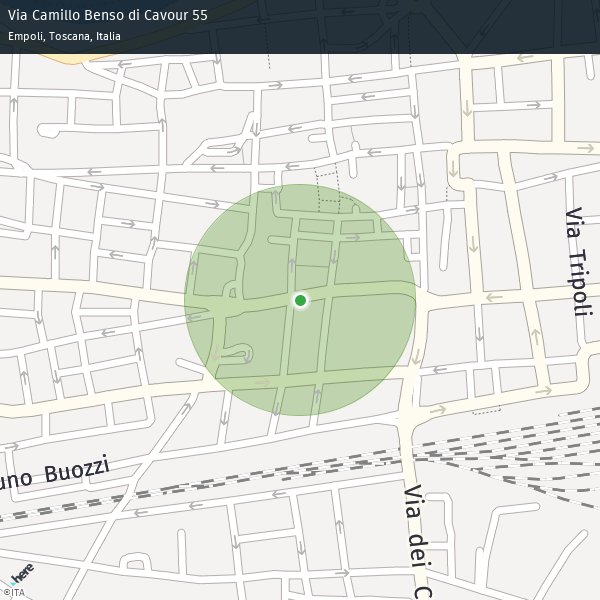 Via Camillo Benso di Cavour 55
Empoli, Toscana, Italia
Via Tripoli
uno Buozzi
Via dei C
here
©ITA